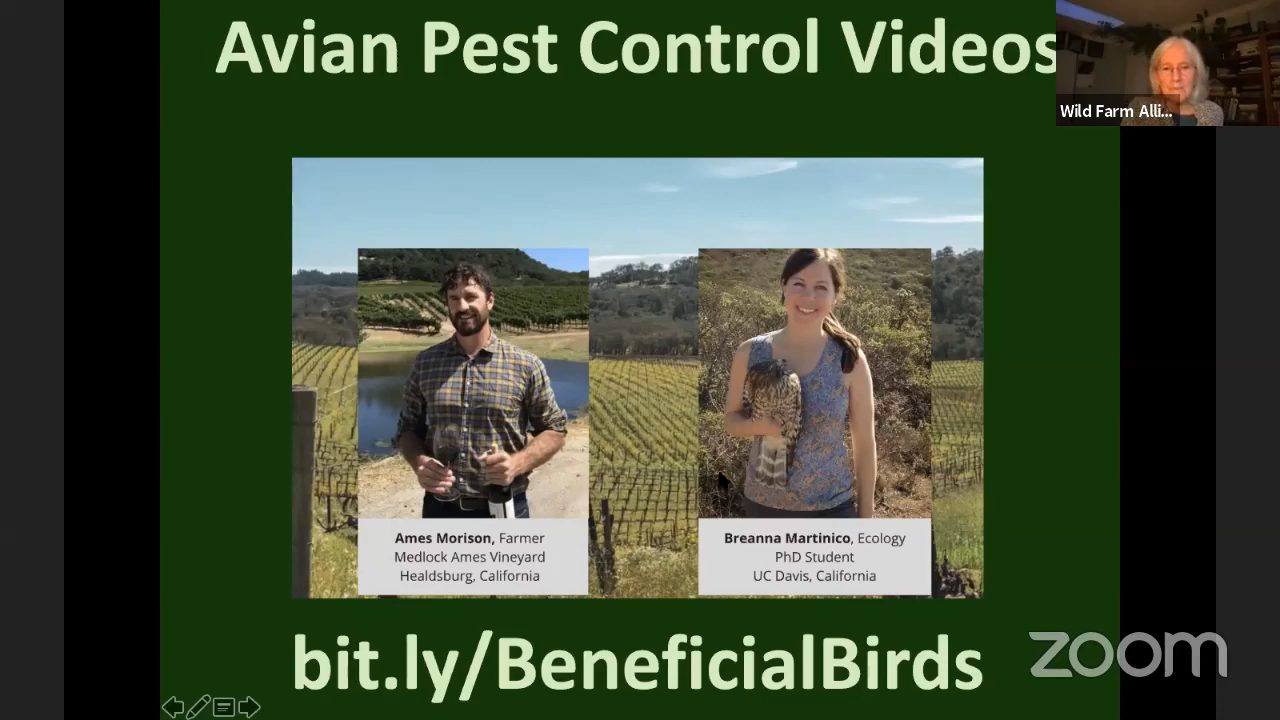 Avian Pest Control Videos
Wild Farm Alli...
Ames Morison, Farmer
Medlock Ames Vineyard
Healdsburg, California
Breanna Martinico, Ecology
PhD Student
UC Davis, California
bit.ly/BeneficialBirds
zoom